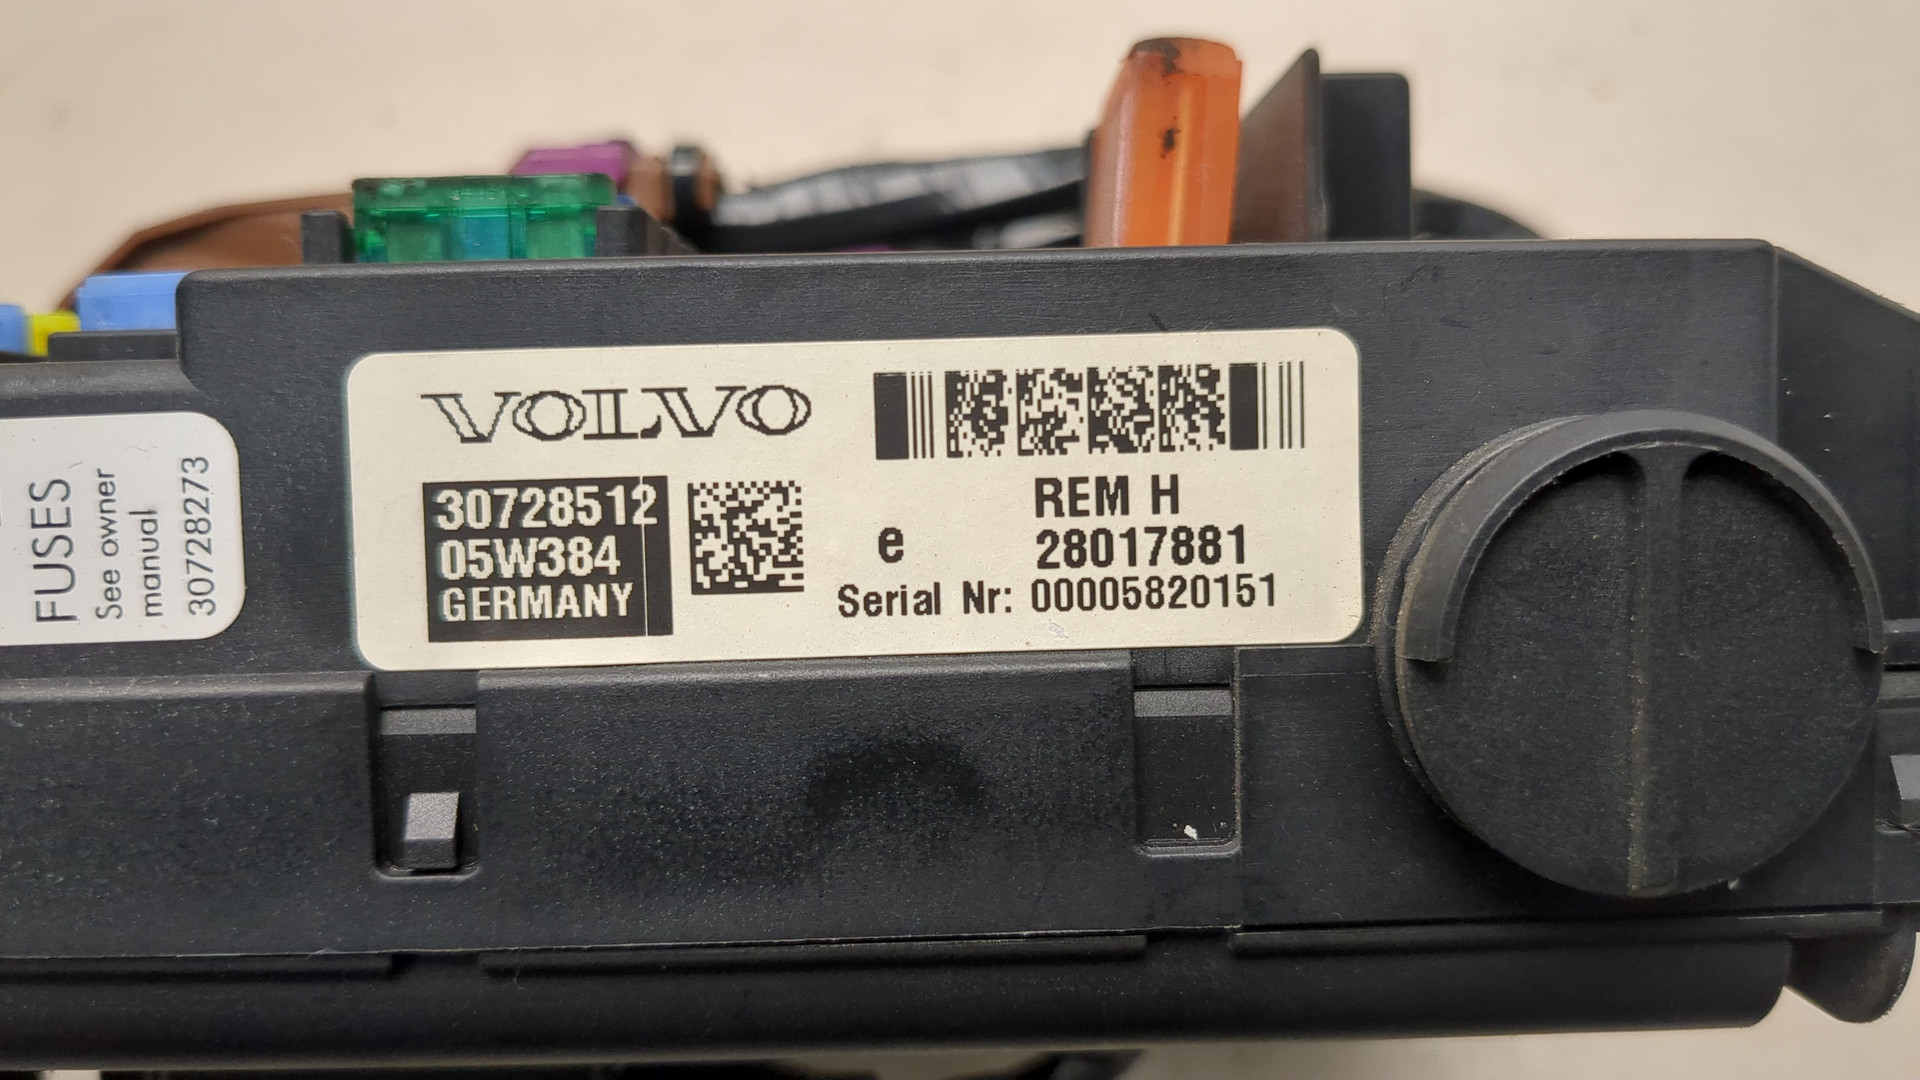 FUSES
See owner
manual
30728273
VOLVO
30728512
05W384
GERMANY
REM H
e 28017881
Serial Nr: 00005820151